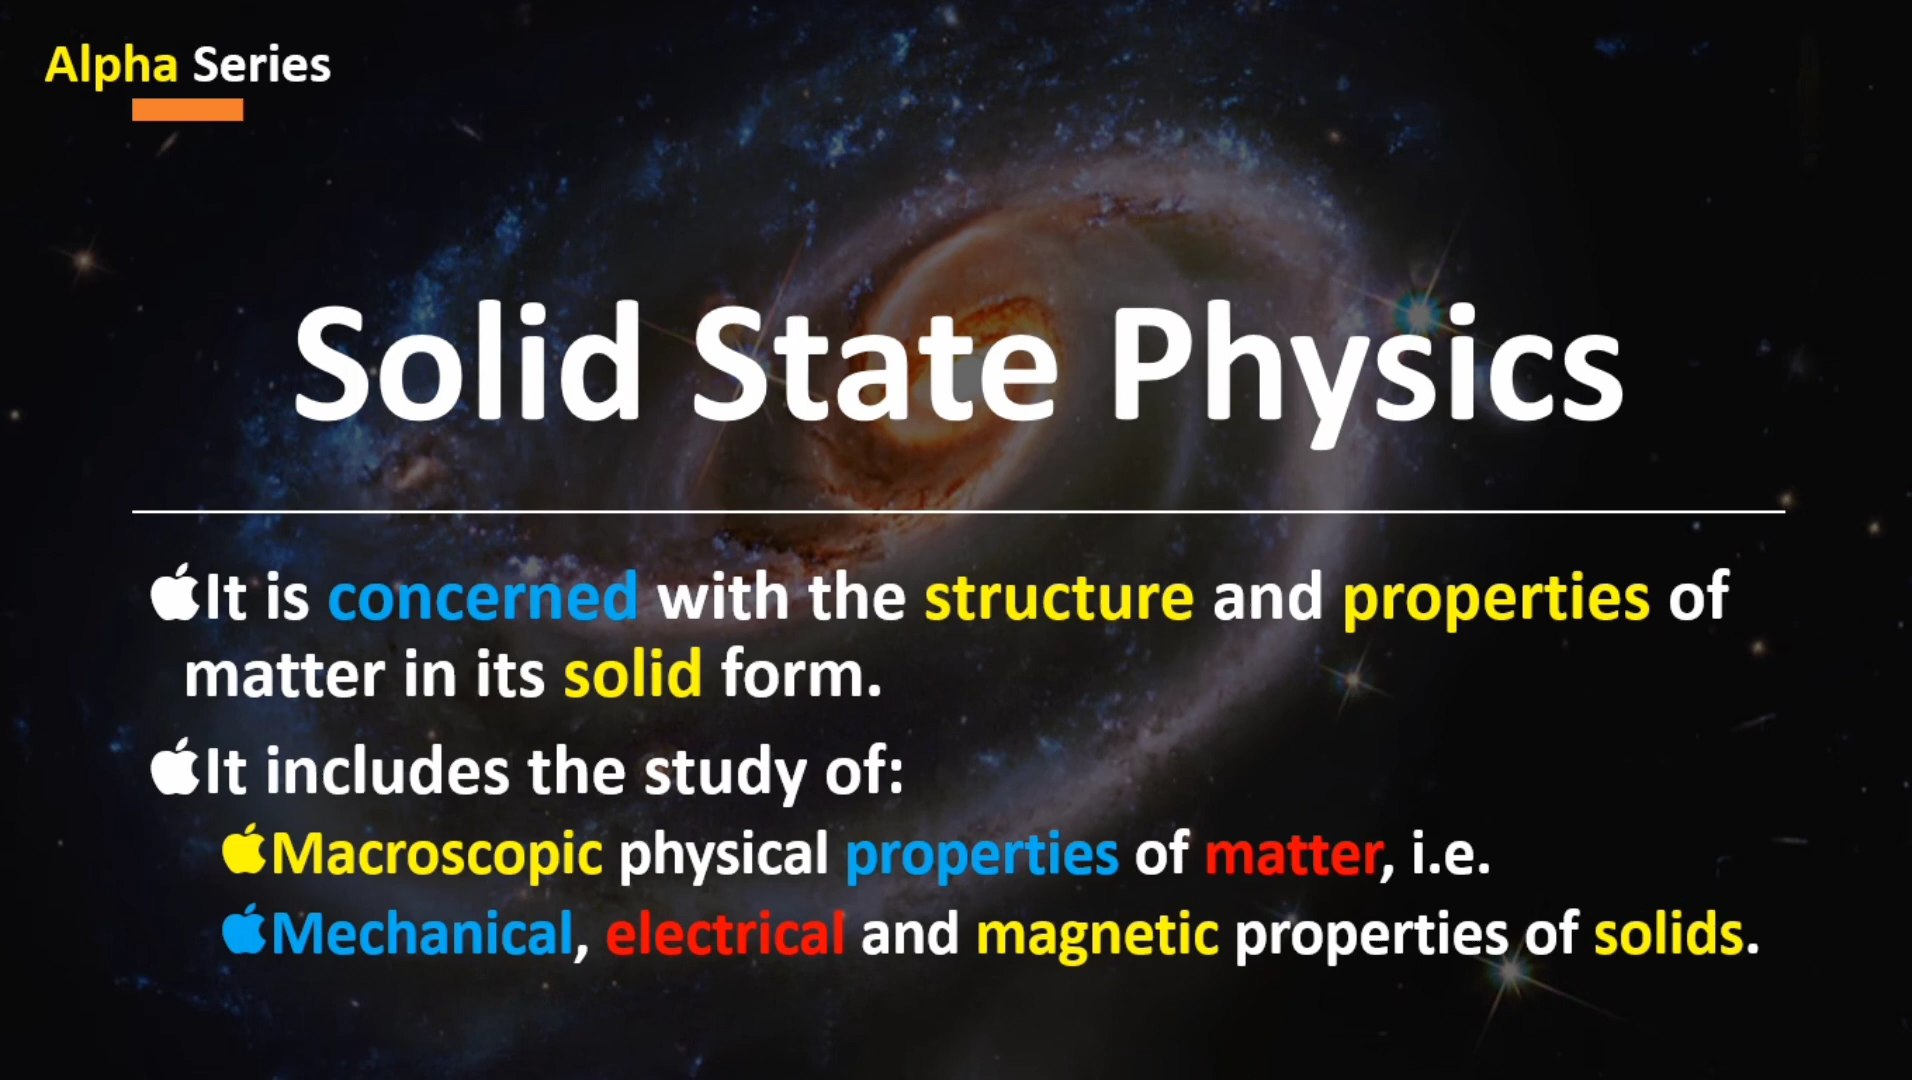 Alpha Series
Solid State Physics
It is concerned with the structure and properties of
matter in its solid form.
It includes the study of:
Macroscopic physical properties of matter, i.e.
Mechanical, electrical and magnetic properties of solids.